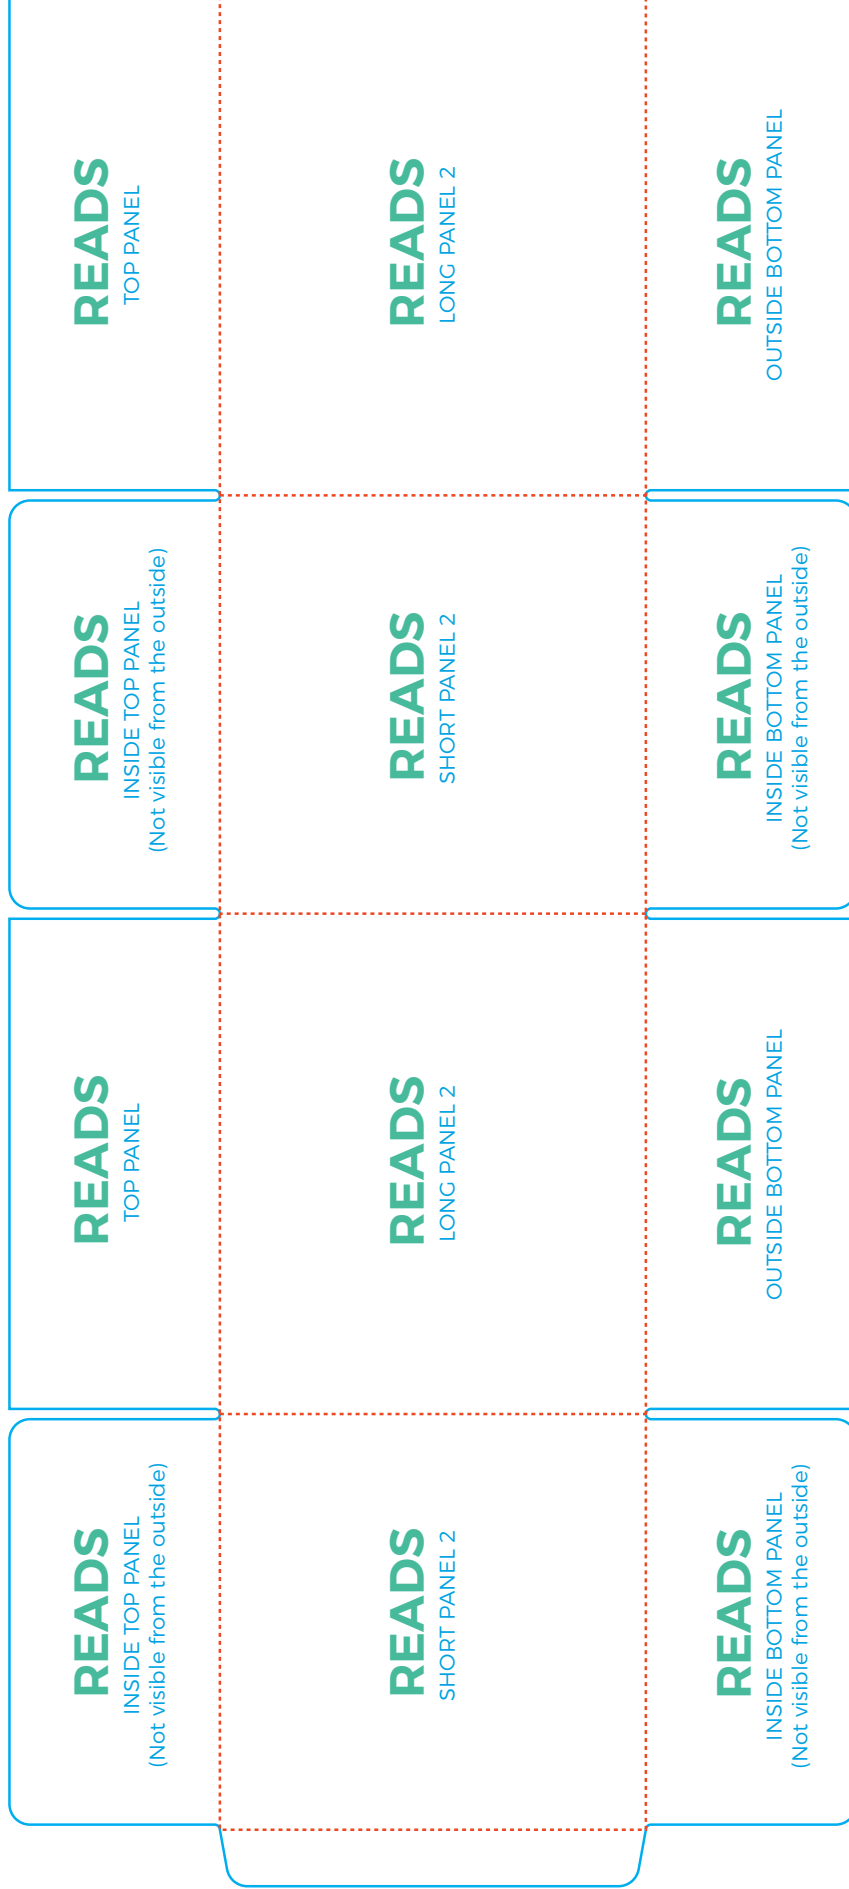 READS
INSIDE TOP PANEL
(Not visible from the outside)
READS
TOP PANEL
READS
INSIDE TOP PANEL
(Not visible from the outside)
READS
TOP PANEL
READS
SHORT PANEL 2
READS
LONG PANEL 2
READS
SHORT PANEL 2
READS
LONG PANEL 2
READS
INSIDE BOTTOM PANEL
(Not visible from the outside)
READS
OUTSIDE BOTTOM PANEL
READS
INSIDE BOTTOM PANEL
(Not visible from the outside)
READS
OUTSIDE BOTTOM PANEL